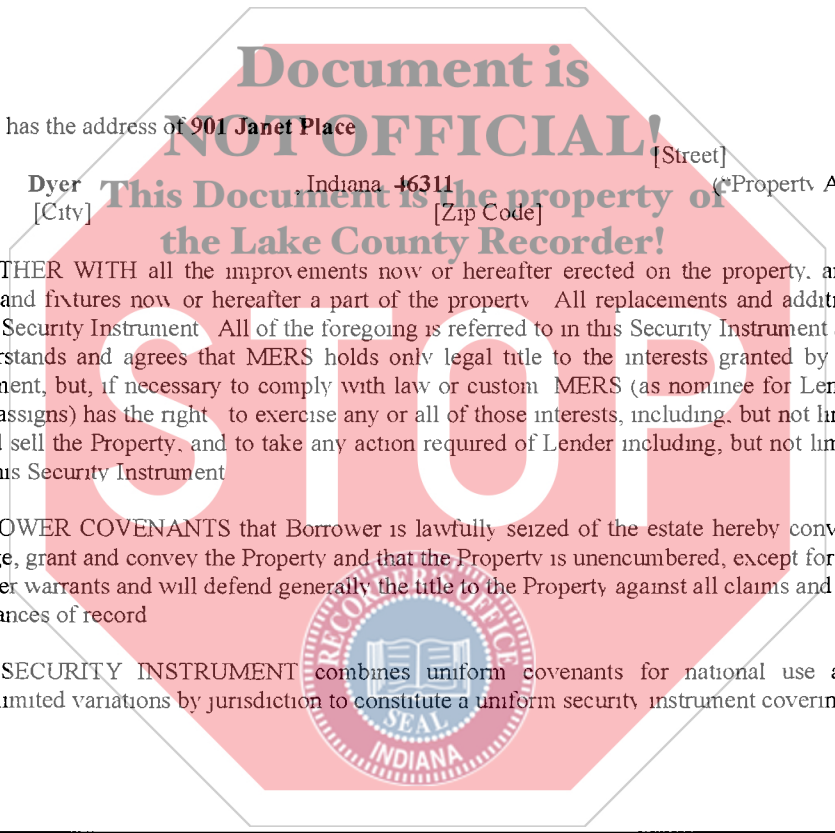 Document is
has the address of 901 Janet Place
NOT OFFICIAL!
[Street]
Dyer , Indiana 46311 ("Property A
This Document is the property of
[City] [Zip Code]
the Lake County Recorder!
THER WITH all the improvements now or hereafter erected on the property, a
and fixtures now or hereafter a part of the property All replacements and addit
Security Instrument All of the foregoing is referred to in this Security Instrument
rstands and agrees that MERS holds only legal title to the interests granted by
ment, but, if necessary to comply with law or custom MERS (as nominee for Len
assigns) has the right to exercise any or all of those interests, including, but not li
sell the Property, and to take any action required of Lender including, but not lim
is Security Instrument
OWER COVENANTS that Borrower is lawfully seized of the estate hereby conv
e, grant and convey the Property and that the Property is unencumbered, except for
er warrants and will defend generally the title to the Property against all claims and
ances of record
SECURITY INSTRUMENT combines uniform covenants for national use a
limited variations by jurisdiction to constitute a uniform security instrument coverin
STOP
RECORDER'S OFFICE
SEAL
INDIANA